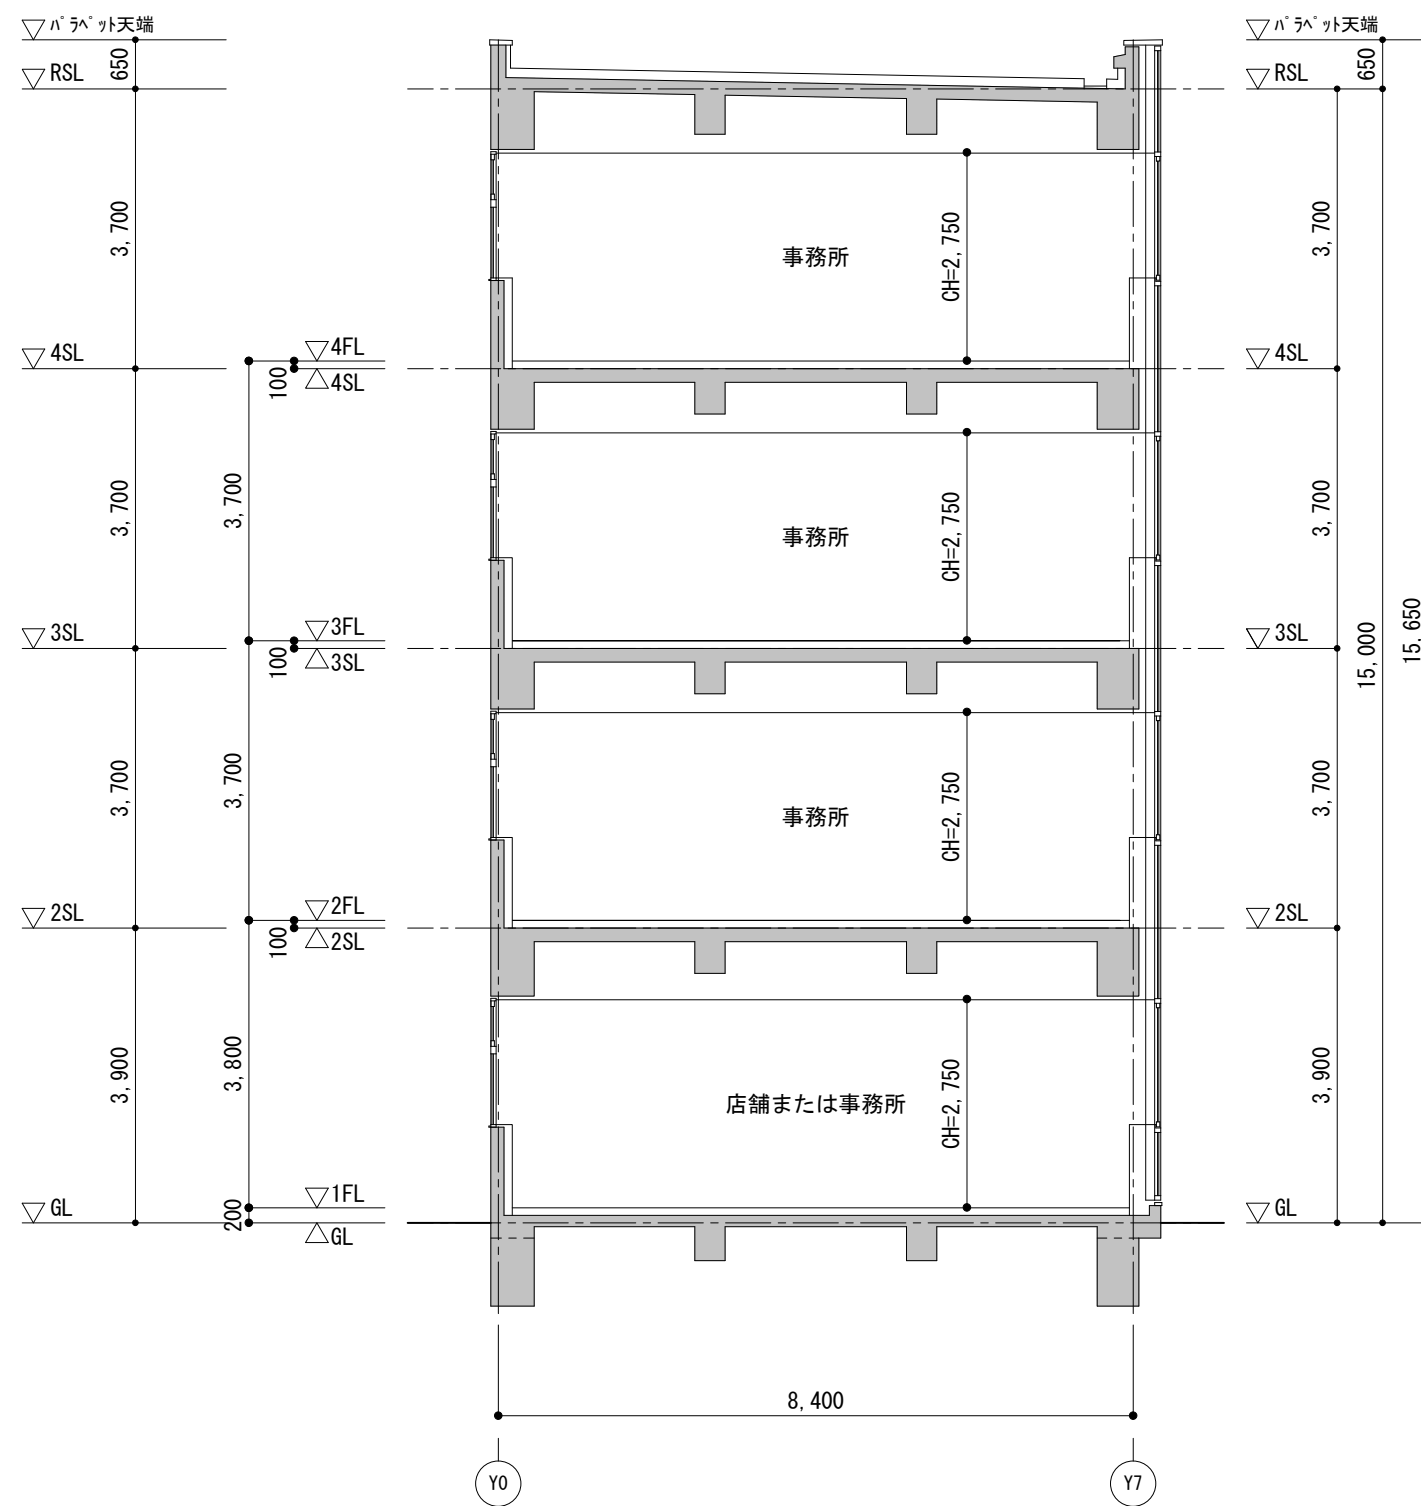 ▽ﾊﾟﾗﾍﾟｯﾄ天端
650
▽RSL
3,700
▽4SL
▽4FL
100
△4SL
3,700
3,700
▽3SL
▽3FL
100
△3SL
3,700
3,700
▽2SL
▽2FL
100
△2SL
3,900
3,800
▽GL
▽1FL
200
△GL
事務所
CH=2,750
事務所
CH=2,750
事務所
CH=2,750
店舗または事務所
CH=2,750
8,400
Y0
Y7
▽ﾊﾟﾗﾍﾟｯﾄ天端
650
▽RSL
3,700
▽4SL
3,700
▽3SL
3,700
▽2SL
3,900
▽GL
15,000
15,650